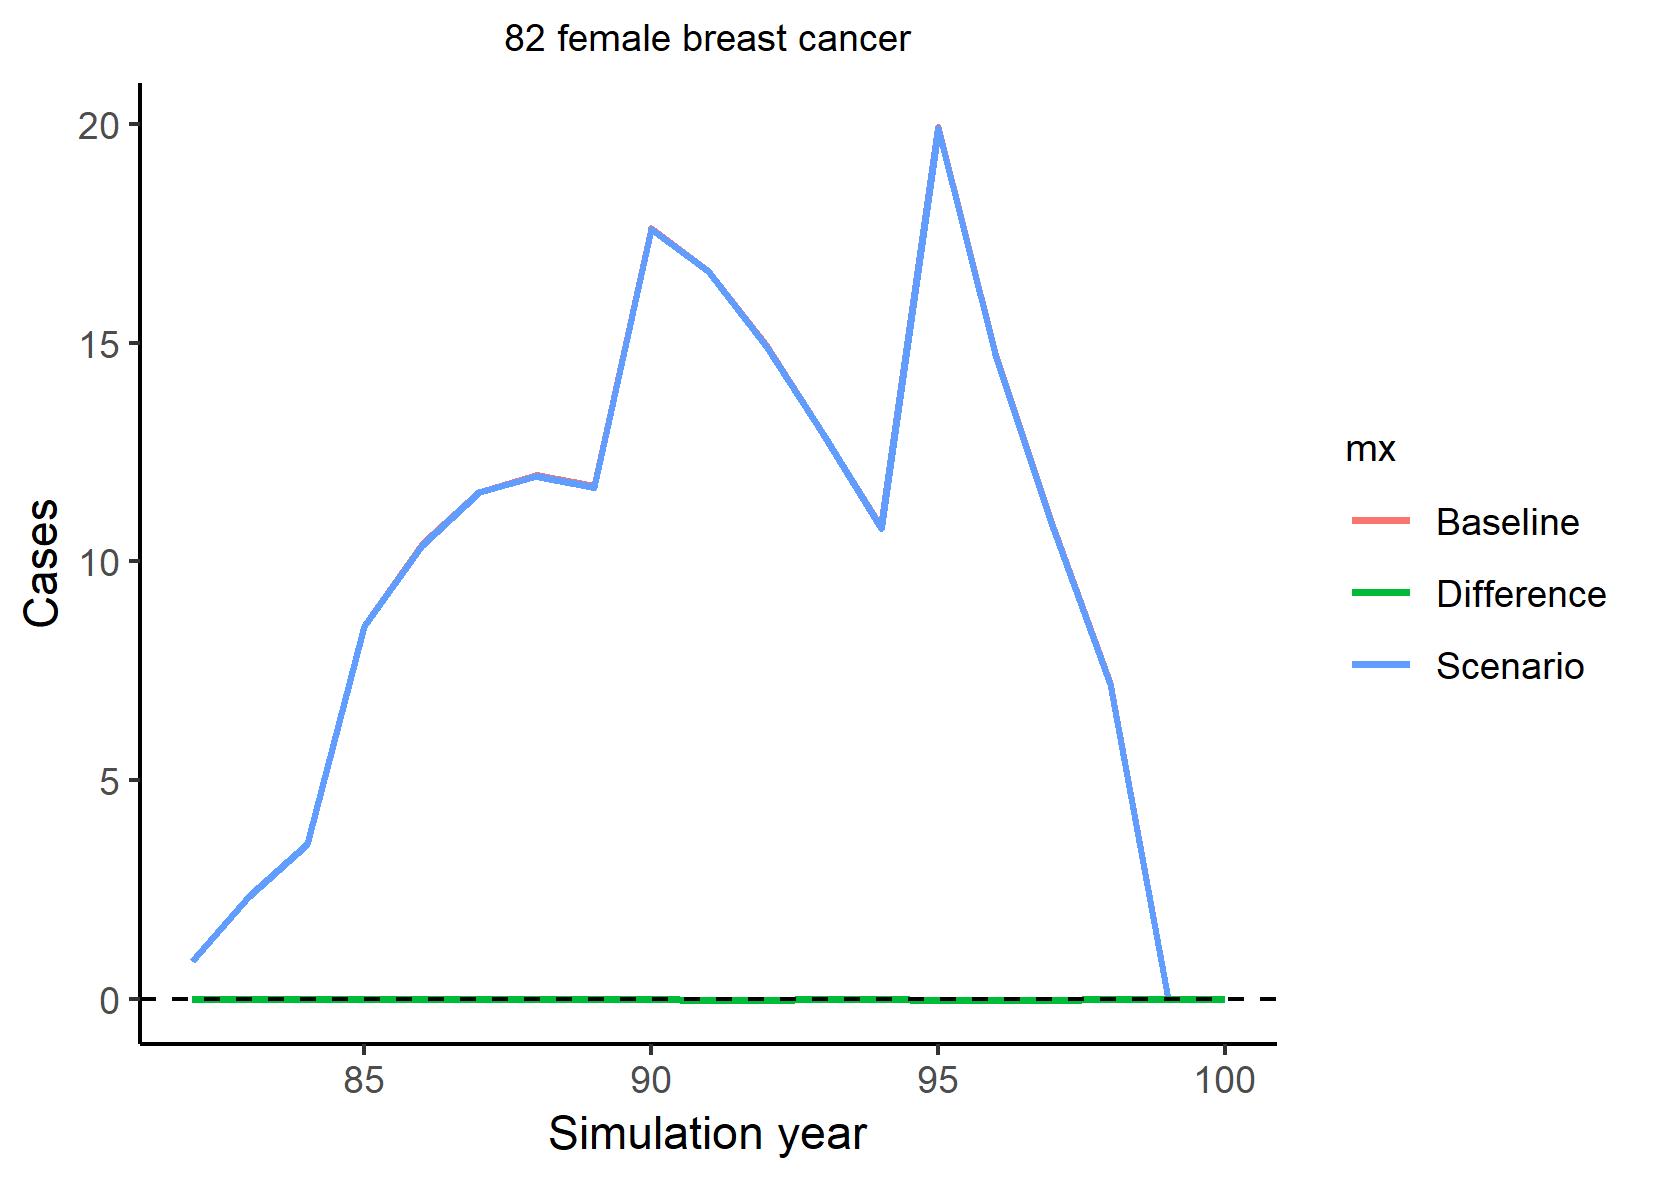 82 female breast cancer
20
15
10
5
0
Cases
85 90 95 100
Simulation year
mx
Baseline
Difference
Scenario